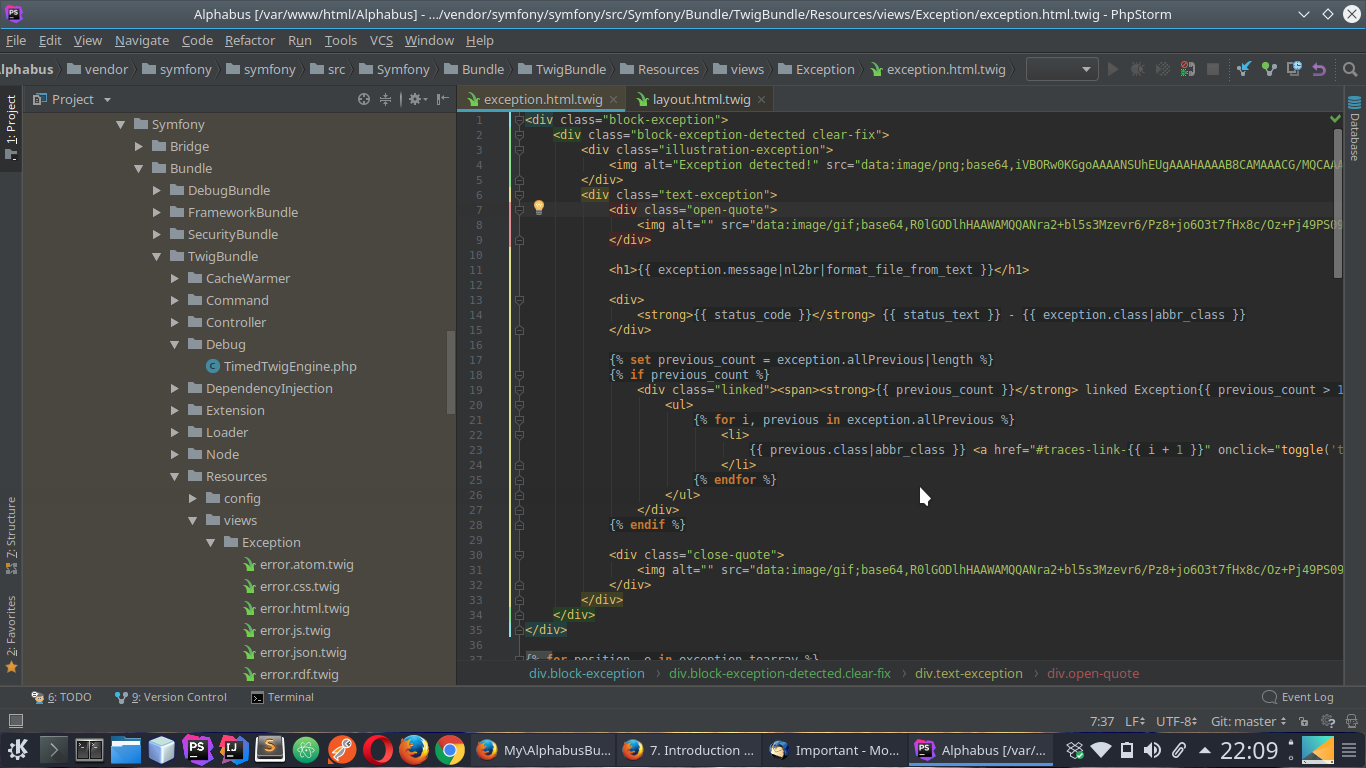 Alphabus [/var/www/html/Alphabus] - .../vendor/symfony/symfony/src/Symfony/Bundle/TwigBundle/Resources/views/Exception/exception.html.twig - PhpStorm
File Edit View Navigate Code Refactor Run Tools VCS Window Help
lphabus vendor symfony symfony src Symfony Bundle TwigBundle Resources views Exception exception.html.twig
1: Project
7: Structure
2: Favorites
Project
Symfony
Bridge
Bundle
DebugBundle
FrameworkBundle
SecurityBundle
TwigBundle
CacheWarmer
Command
Controller
Debug
TimedTwigEngine.php
DependencyInjection
Extension
Loader
Node
Resources
config
views
Exception
error.atom.twig
error.css.twig
error.html.twig
error.js.twig
error.json.twig
error.rdf.twig
exception.html.twig layout.html.twig
1 <div class="block-exception">
2 <div class="block-exception-detected clear-fix">
3 <div class="illustration-exception">
4 <img alt="Exception detected!" src="data:image/png;base64,iVBORw0KGgoAAAANSUhEUgAAAHAAAAB8CAMAAACG/MQCAA
5 </div>
6 <div class="text-exception">
7 <div class="open-quote">
8 <img alt="" src="data:image/gif;base64,R0lGODlhHAAWAMQQANra2+bl5s3Mzevr6/Pz8+jo6O3t7fHx8c/Oz+Pj49PS09
9 </div>
10
11 <h1>{{ exception.message|nl2br|format_file_from_text }}</h1>
12
13 <div>
14 <strong>{{ status_code }}</strong> {{ status_text }} - {{ exception.class|abbr_class }}
15 </div>
16
17 {% set previous_count = exception.allPrevious|length %}
18 {% if previous_count %}
19 <div class="linked"><span><strong>{{ previous_count }}</strong> linked Exception{{ previous_count > 1
20 <ul>
21 {% for i, previous in exception.allPrevious %}
22 <li>
23 {{ previous.class|abbr_class }} <a href="#traces-link-{{ i + 1 }}" onclick="toggle('t
24 </li>
25 {% endfor %}
26 </ul>
27 </div>
28 {% endif %}
29
30 <div class="close-quote">
31 <img alt="" src="data:image/gif;base64,R0lGODlhHAAWAMQQANra2+bl5s3Mzevr6/Pz8+jo6O3t7fHx8c/Oz+Pj49PS09
32 </div>
33 </div>
34 </div>
35 </div>
36
37 {% for position, e in exception.toarray %}
div.block-exception div.block-exception-detected.clear-fix div.text-exception div.open-quote
Database
6: TODO 9: Version Control Terminal Event Log
7:37 LF UTF-8 Git: master
My\AlphabusBu... 7. Introduction ... Important - Mo... Alphabus [/var/... 22:09